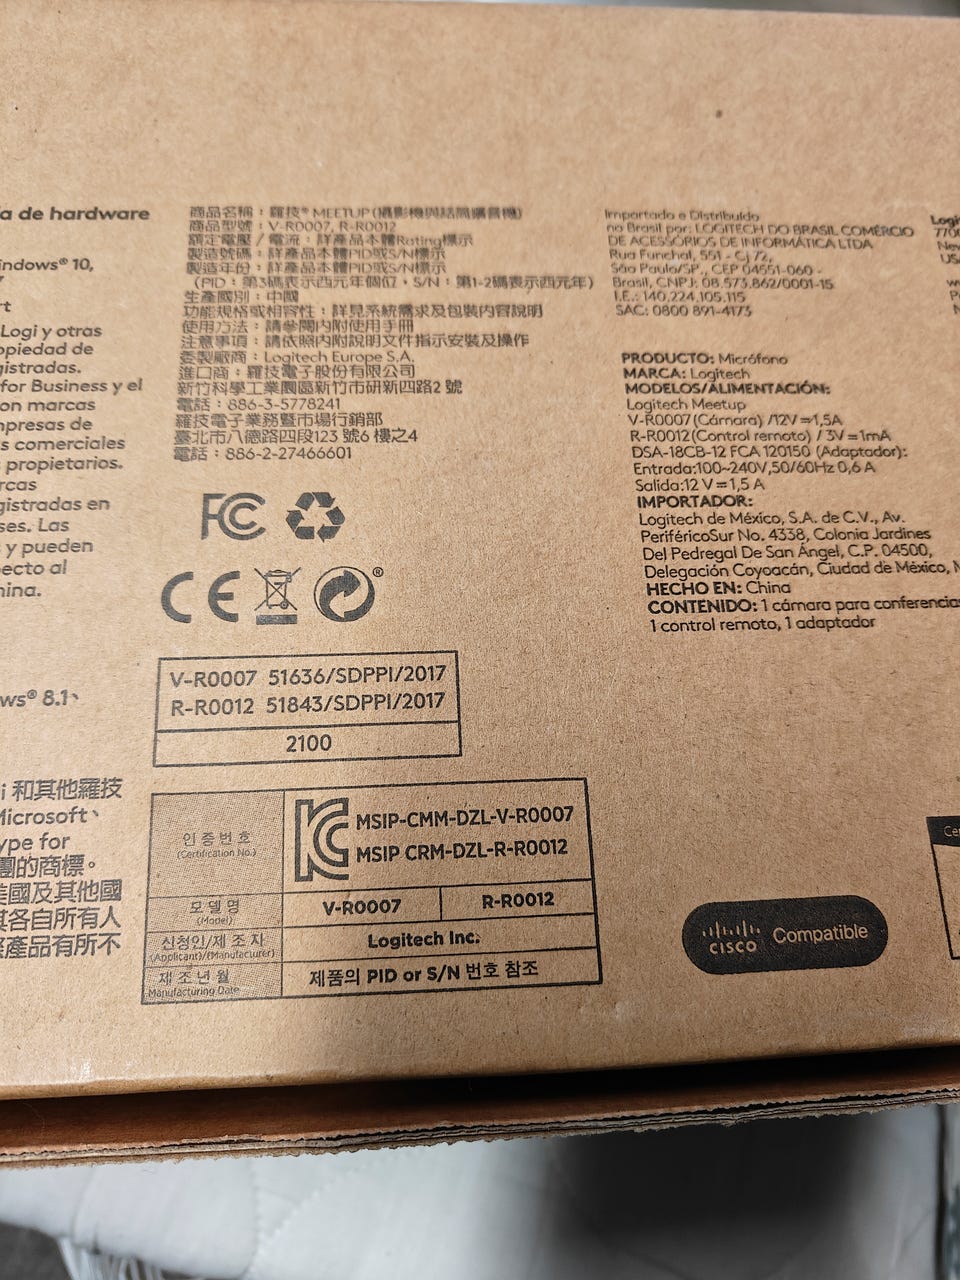 a de hardware
indows® 10,
Logi y otras
opiedad de
gistradas.
for Business y el
on marcas
mpresas de
s comerciales
propietarios.
rcas
gistradas en
ses. Las
y pueden
pecto al
hina.
ws® 8.1、
i 和其他羅技
Microsoft、
ype for
團的商標。
美國及其他國
其各自所有人
產品有所不
商品名稱：羅技® MEETUP(攝影機與話筒擴音機)
商品型號：V-R0007, R-R0012
額定電壓 / 電流：詳產品本體Rating標示
製造號碼：詳產品本體PID或S/N標示
製造年份：詳產品本體PID或S/N標示
(PID：第3碼表示西元年個位，S/N：第1-2碼表示西元年)
生產國別：中國
功能規格或相容性：詳見系統需求及包裝內容說明
使用方法：請參閱內附使用手冊
注意事項：請依照內附說明文件指示安裝及操作
委製廠商：Logitech Europe S.A.
進口商：羅技電子股份有限公司
新竹科學工業園區新竹市研新四路2 號
電話：886-3-5778241
羅技電子業務暨市場行銷部
臺北市八德路四段123 號6 樓之4
電話：886-2-27466601
FC
CE
®
V-R0007 51636/SDPPI/2017
R-R0012 51843/SDPPI/2017
2100
인증번호
(Certification No.)
MSIP-CMM-DZL-V-R0007
MSIP CRM-DZL-R-R0012
모델명
(Model)
V-R0007
R-R0012
신청인/제조자
(Applicant)/(Manufacturer)
Logitech Inc.
제조년월
Manufacturing Date
제품의 PID or S/N 번호 참조
Importado e Distribuído
no Brasil por: LOGITECH DO BRASIL COMÉRCIO
DE ACESSÓRIOS DE INFORMÁTICA LTDA
Rua Funchal, 551 - Cj 72,
São Paulo/SP., CEP 04551-060 -
Brasil, CNPJ: 08.573.862/0001-15
I.E.: 140.224.105.115
SAC: 0800 891-4173
PRODUCTO: Micrófono
MARCA: Logitech
MODELOS/ALIMENTACIÓN:
Logitech Meetup
V-R0007 (Cámara) /12V⎓1,5A
R-R0012(Control remoto) / 3V⎓1mA
DSA-18CB-12 FCA 120150 (Adaptador):
Entrada:100~240V,50/60Hz 0,6 A
Salida:12 V⎓1,5 A
IMPORTADOR:
Logitech de México, S.A. de C.V., Av.
PeriféricoSur No. 4338, Colonia Jardines
Del Pedregal De San Ángel, C.P. 04500,
Delegación Coyoacán, Ciudad de México,
HECHO EN: China
CONTENIDO: 1 cámara para conferencias
1 control remoto, 1 adaptador
CISCO Compatible
Logi
7700
New
USA